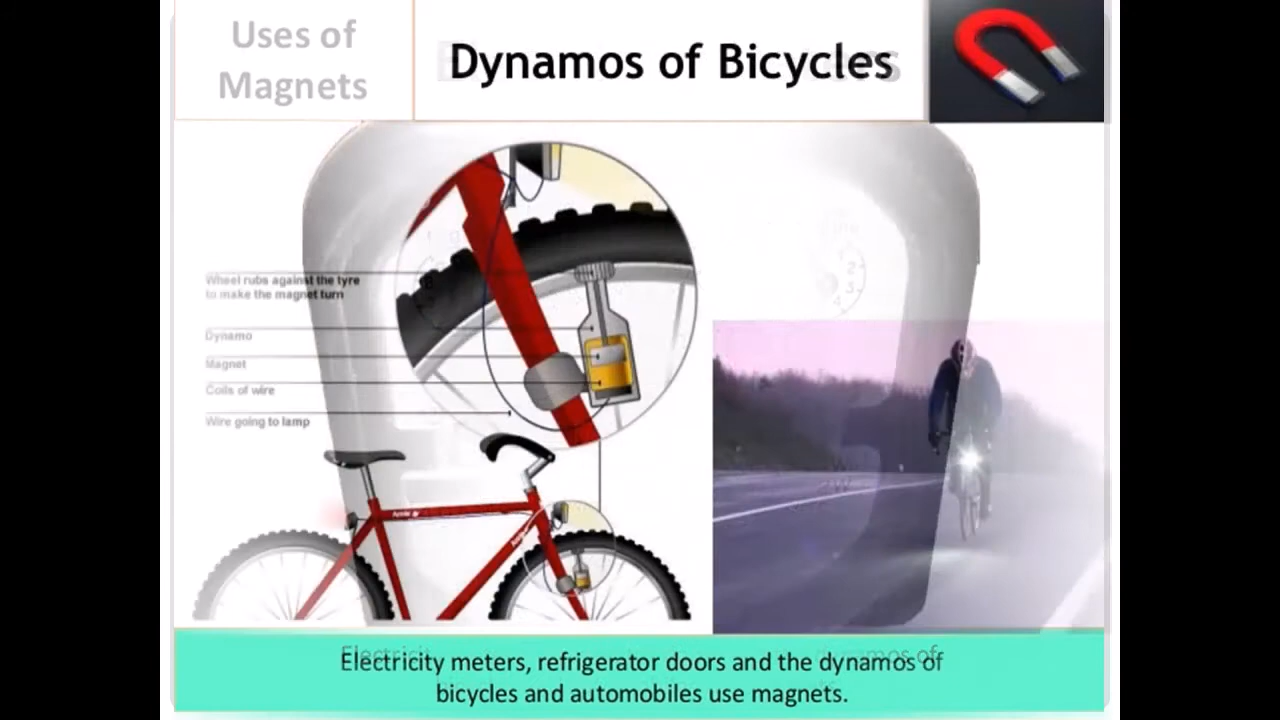 Uses of
Magnets
Dynamos of Bicycles
Wheel rubs against the tyre
to make the magnet turn
Dynamo
Magnet
Coils of wire
Wire going to lamp
Electricity meters, refrigerator doors and the dynamos of
bicycles and automobiles use magnets.